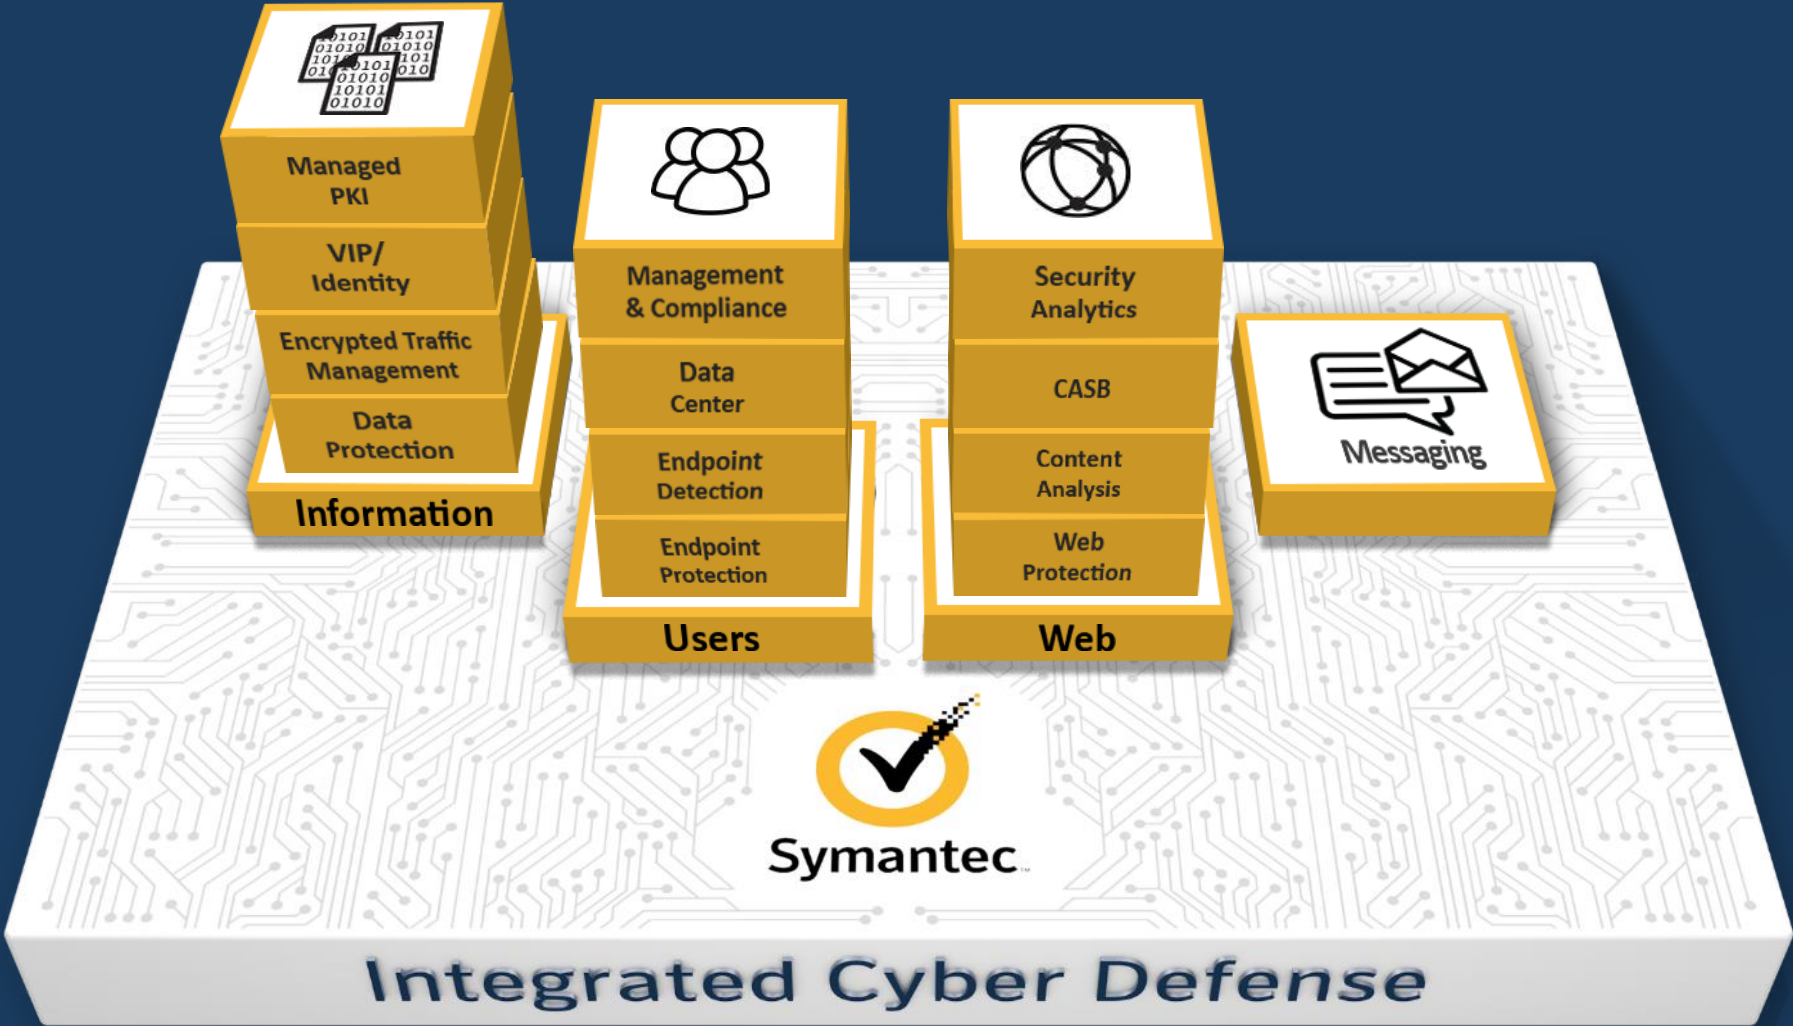 Managed
PKI
VIP/
Identity
Encrypted Traffic
Management
Data
Protection
Information
Management
& Compliance
Data
Center
Endpoint
Detection
Endpoint
Protection
Users
Security
Analytics
CASB
Content
Analysis
Web
Protection
Web
Messaging
Symantec™
Integrated Cyber Defense